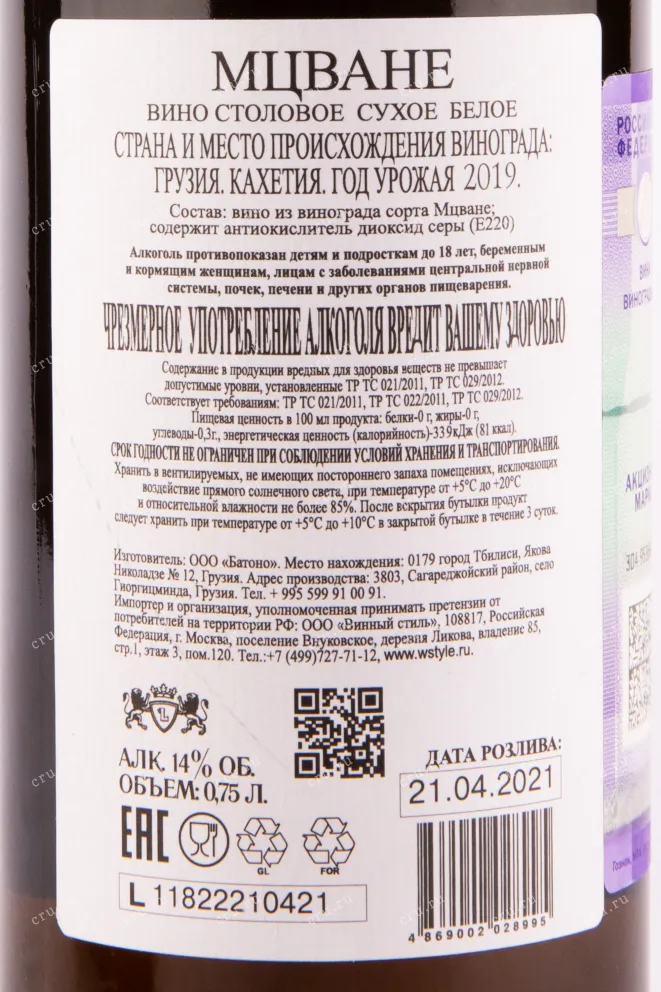 МЦВАНЕ
ВИНО СТОЛОВОЕ СУХОЕ БЕЛОЕ
СТРАНА И МЕСТО ПРОИСХОЖДЕНИЯ ВИНОГРАДА:
ГРУЗИЯ. КАХЕТИЯ. ГОД УРОЖАЯ 2019.
Состав: вино из винограда сорта Мцване;
содержит антиокислитель диоксид серы (Е220)
Алкоголь противопоказан детям и подросткам до 18 лет, беременным
и кормящим женщинам, лицам с заболеваниями центральной нервной
системы, почек, печени и других органов пищеварения.
ЧРЕЗМЕРНОЕ УПОТРЕБЛЕНИЕ АЛКОГОЛЯ ВРЕДИТ ВАШЕМУ ЗДОРОВЬЮ
Содержание в продукции вредных для здоровья веществ не превышает
допустимые уровни, установленные ТР ТС 021/2011, ТР ТС 029/2012.
Соответствует требованиям: ТР ТС 021/2011, ТР ТС 022/2011, ТР ТС 029/2012.
Пищевая ценность в 100 мл продукта: белки-0 г, жиры-0 г,
углеводы-0,3г., энергетическая ценность (калорийность)-339кДж (81 ккал).
СРОК ГОДНОСТИ НЕ ОГРАНИЧЕН ПРИ СОБЛЮДЕНИИ УСЛОВИЙ ХРАНЕНИЯ И ТРАНСПОРТИРОВАНИЯ.
Хранить в вентилируемых, не имеющих постороннего запаха помещениях, исключающих
воздействие прямого солнечного света, при температуре от +5°С до +20°С
и относительной влажности не более 85%. После вскрытия бутылки продукт
следует хранить при температуре от +5°С до +10°С в закрытой бутылке в течение 3 суток.
Изготовитель: ООО «Батоно». Место нахождения: 0179 город Тбилиси, Якова
Николадзе № 12, Грузия. Адрес производства: 3803, Сагареджойский район, село
Гиоргицминда, Грузия. Тел. + 995 599 91 00 91.
Импортер и организация, уполномоченная принимать претензии от
потребителей на территории РФ: ООО «Винный стиль», 108817, Российская
Федерация, г. Москва, поселение Внуковское, деревня Ликова, владение 85,
стр.1, этаж 3, пом.120. Тел.:+7 (499)727-71-12, www.wstyle.ru.
АЛК. 14% ОБ.
ОБЪЕМ: 0,75 Л.
ДАТА РОЗЛИВА:
21.04.2021
EAC
GL
FOR
L 11822210421
4 869002 028995